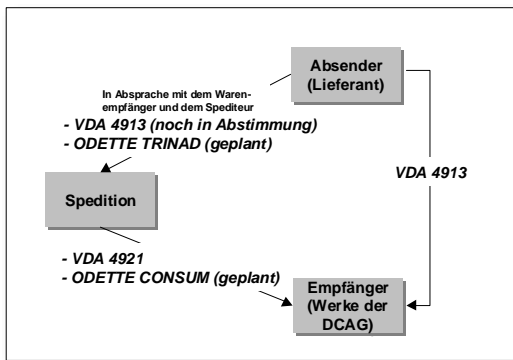 Absender
(Lieferant)
In Absprache mit dem Waren-
empfänger und dem Spediteur
- VDA 4913 (noch in Abstimmung)
- ODETTE TRINAD (geplant)
VDA 4913
Spedition
- VDA 4921
- ODETTE CONSUM (geplant)
Empfänger
(Werke der
DCAG)